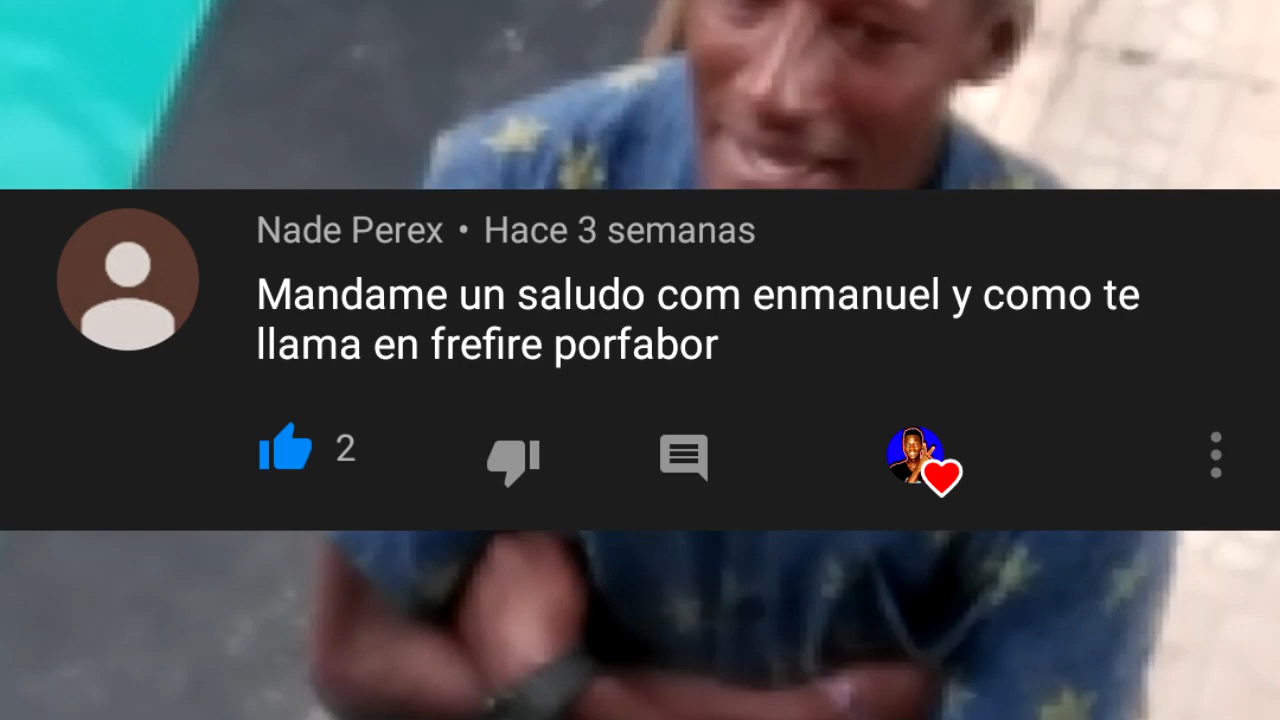 Nade Perex • Hace 3 semanas
Mandame un saludo com enmanuel y como te
llama en frefire porfabor
2